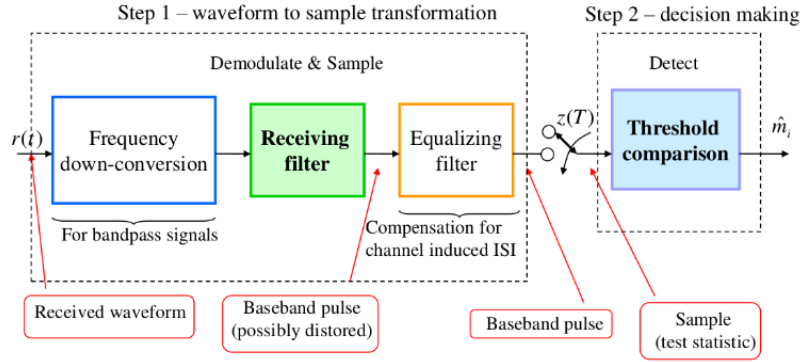 Step 1 – waveform to sample transformation
Step 2 – decision making
Demodulate & Sample
Detect
r(t)
Frequency
down-conversion
Receiving
filter
Equalizing
filter
z(T)
Threshold
comparison
m̂ᵢ
For bandpass signals
Compensation for
channel induced ISI
Received waveform
Baseband pulse
(possibly distored)
Baseband pulse
Sample
(test statistic)